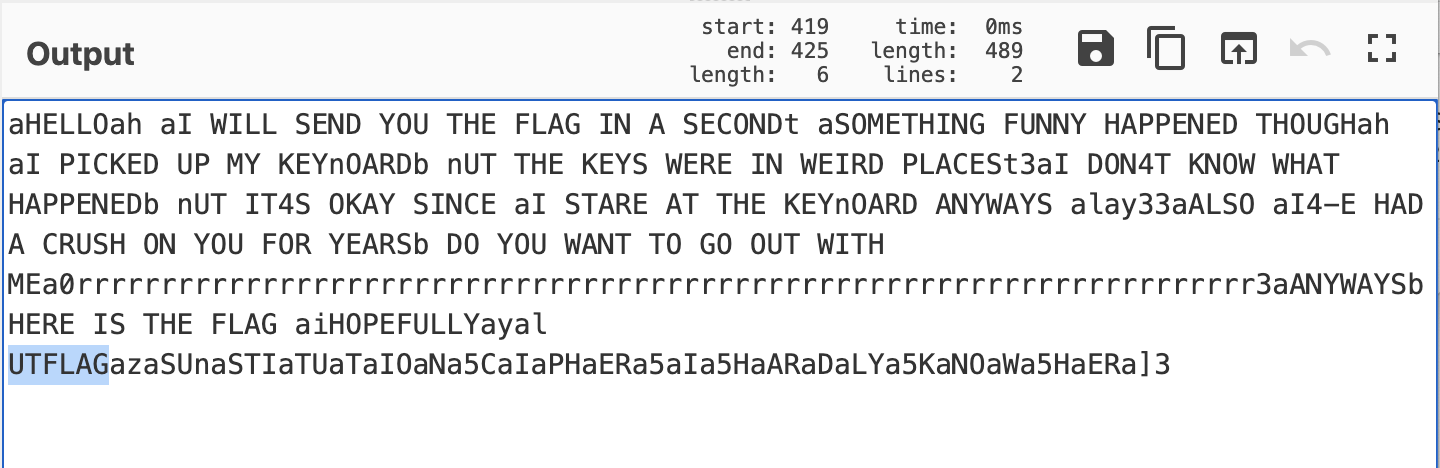 Output
start: 419
end: 425
length: 6
time: 0ms
length: 489
lines: 2
aHELLOah aI WILL SEND YOU THE FLAG IN A SECONDt aSOMETHING FUNNY HAPPENED THOUGHah
aI PICKED UP MY KEYnOARDb nUT THE KEYS WERE IN WEIRD PLACESt3aI DON4T KNOW WHAT
HAPPENEDb nUT IT4S OKAY SINCE aI STARE AT THE KEYnOARD ANYWAYS alay33aALSO aI4–E HAD
A CRUSH ON YOU FOR YEARSb DO YOU WANT TO GO OUT WITH
MEa0rrrrrrrrrrrrrrrrrrrrrrrrrrrrrrrrrrrrrrrrrrrrrrrrrrrrrrrrrrrrrrrrrrrrrr3aANYWAYSb
HERE IS THE FLAG aiHOPEFULLYayal
UTFLAGazaSUnaSTIaTUaTaIOaNa5CaIaPHaERa5aIa5HaARaDaLYa5KaNOaWa5HaERa]3